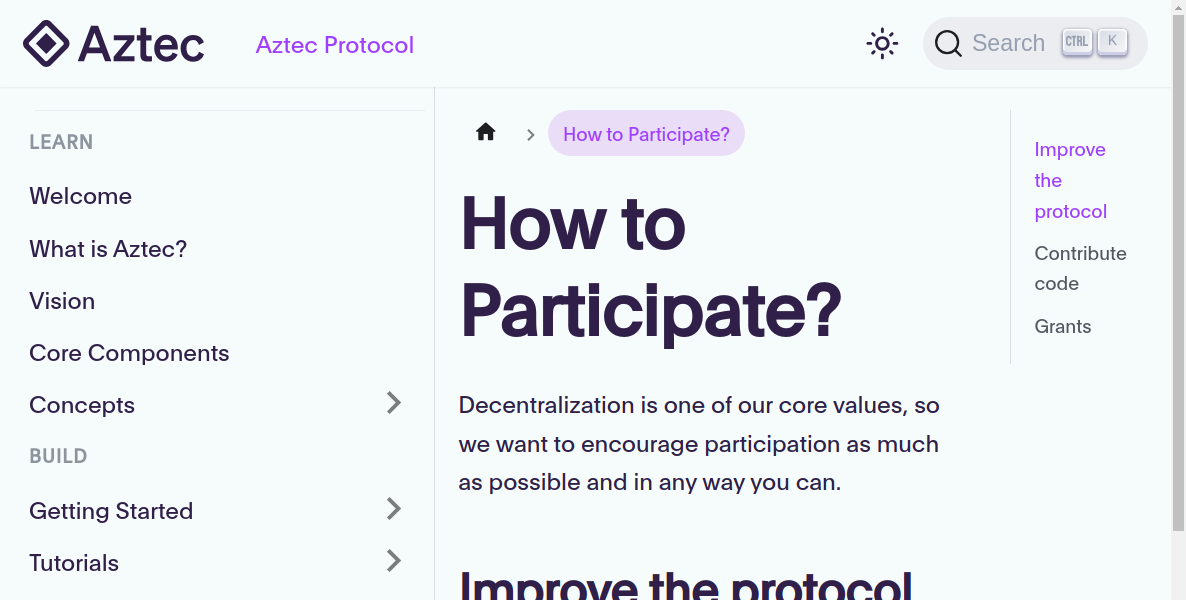 Aztec
Aztec Protocol
Search
CTRL
K
LEARN
Welcome
What is Aztec?
Vision
Core Components
Concepts
BUILD
Getting Started
Tutorials
How to Participate?
How to
Participate?
Decentralization is one of our core values, so
we want to encourage participation as much
as possible and in any way you can.
Improve the protocol
Improve
the
protocol
Contribute
code
Grants